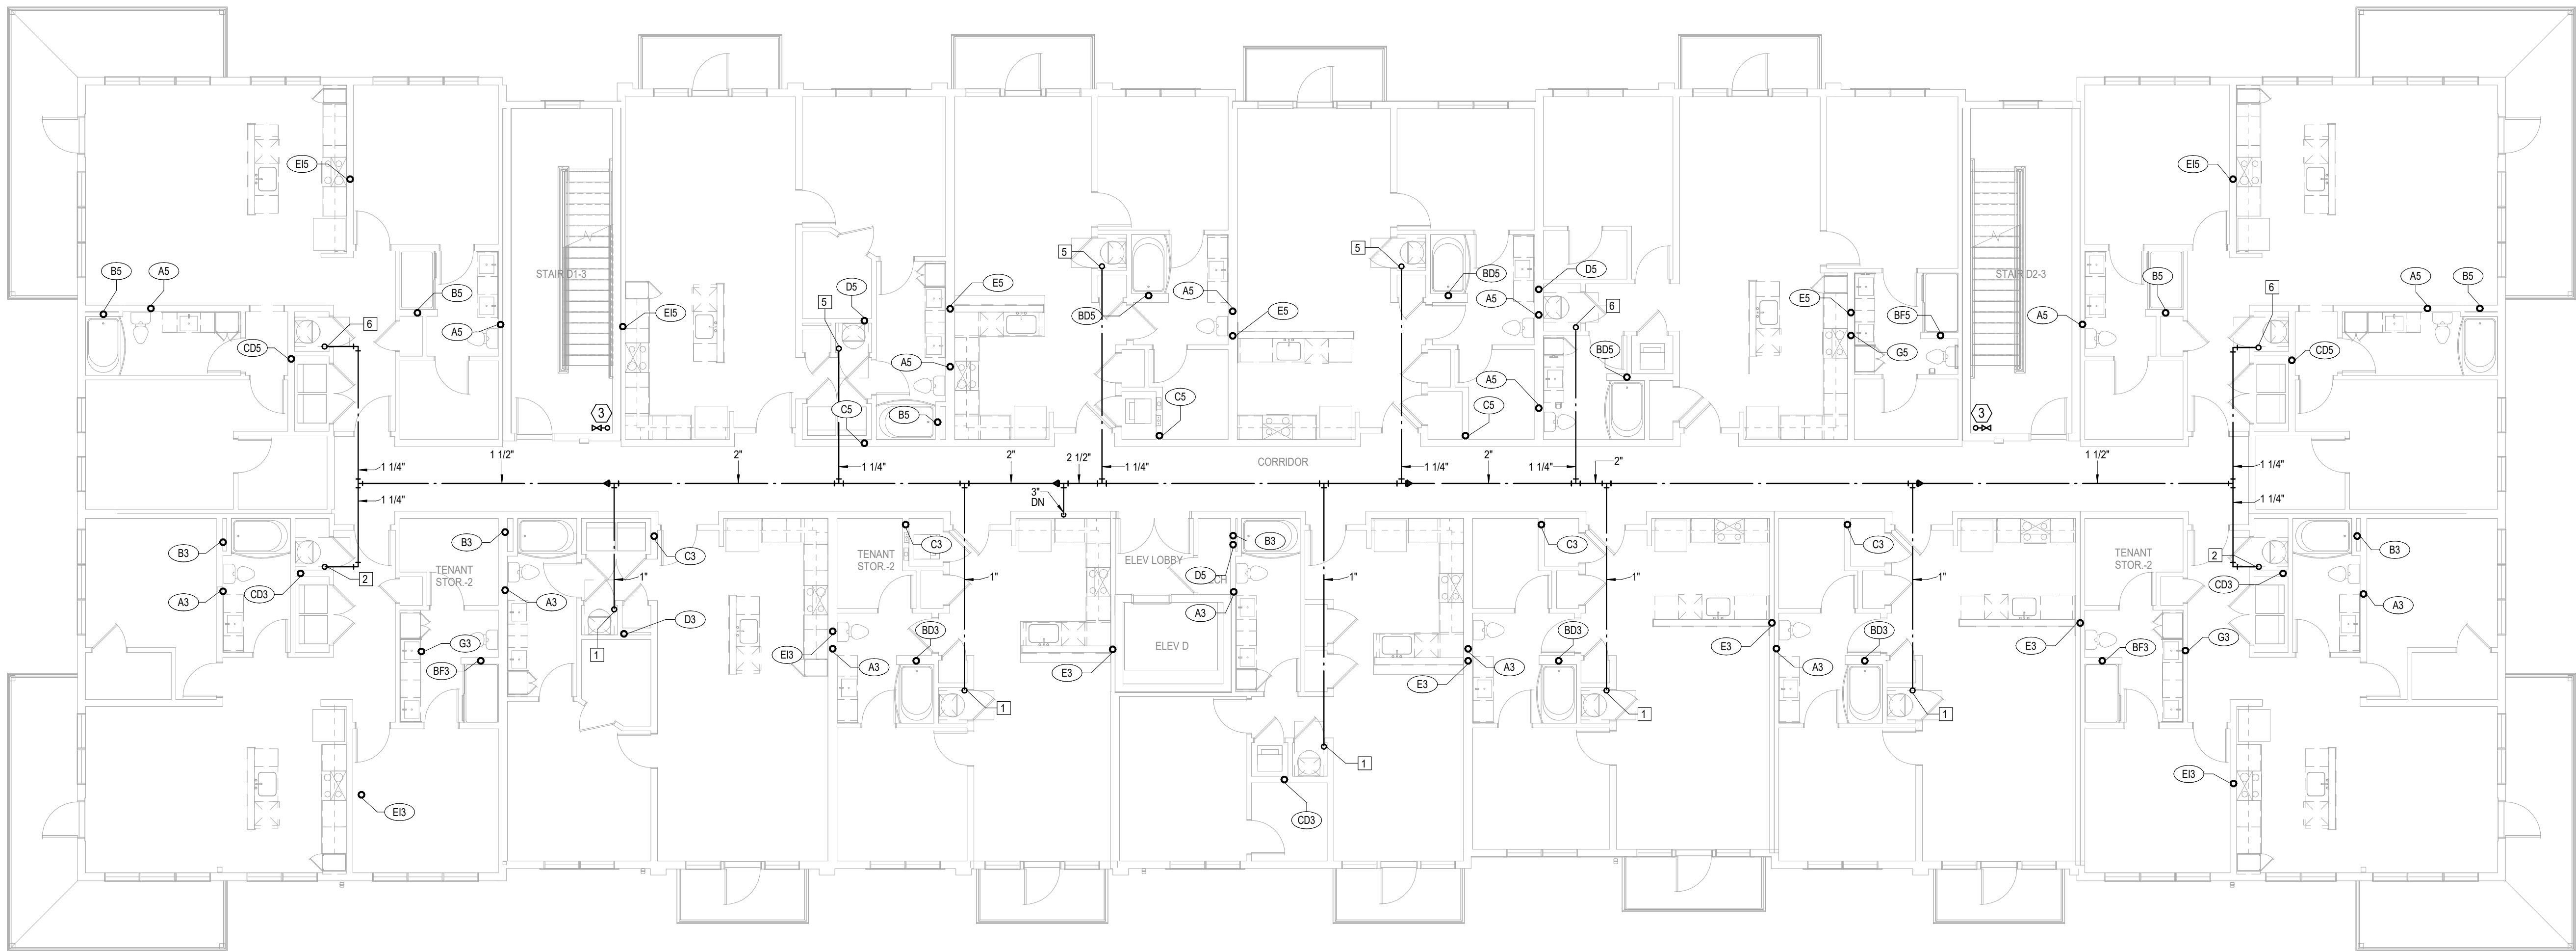 EI5
EI5
B5
A5
STAIR D1-3
B5
6
A5
CD5
EI5
5
D5
C5
A5
B5
E5
5
BD5
A5
E5
C5
5
BD5
A5
D5
6
BD5
A5
C5
E5
G5
BF5
STAIR D2-3
A5
B5
6
CD5
A5
B5
3
3
CORRIDOR
1 1/4"
1 1/2"
2"
1 1/4"
2"
2 1/2"
1 1/4"
1 1/4"
2"
1 1/4"
2"
1 1/2"
1 1/4"
1 1/4"
3"
DN
1 1/4"
B3
A3
CD3
2
TENANT
STOR.-2
B3
A3
G3
BF3
1"
C3
D3
1
TENANT
STOR.-2
C3
1"
EI3
A3
BD3
1
E3
ELEV LOBBY
ELEV D
B3
D5
A3
1"
1
CD3
C3
1"
A3
E3
BD3
1
C3
1"
E3
A3
BD3
1
TENANT
STOR.-2
E3
BF3
G3
2
CD3
B3
A3
EI3
EI3